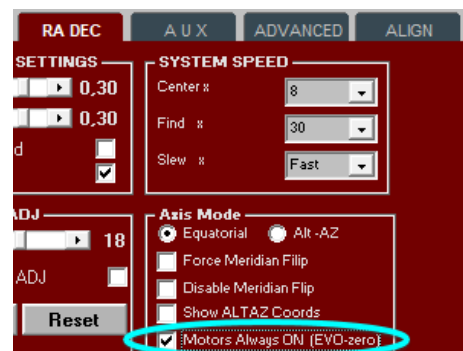 RA DEC
A U X
ADVANCED
ALIGN
SETTINGS
0,30
0,30
d
SYSTEM SPEED
Center x
8
Find x
30
Slew x
Fast
ADJ
18
ADJ
Reset
Axis Mode
Equatorial
Alt -AZ
Force Meridian Filip
Disable Meridian Flip
Show ALTAZ Coords
Motors Always ON (EVO-zero)